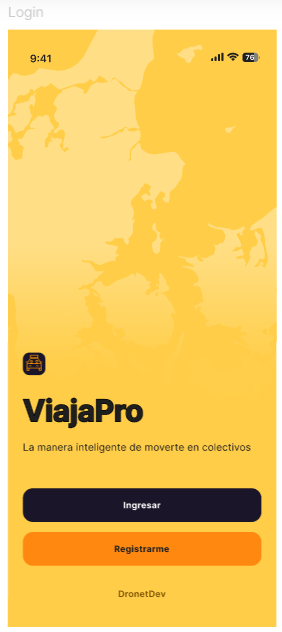 Login
9:41
76
ViajaPro
La manera inteligente de moverte en colectivos
Ingresar
Registrarme
DronetDev